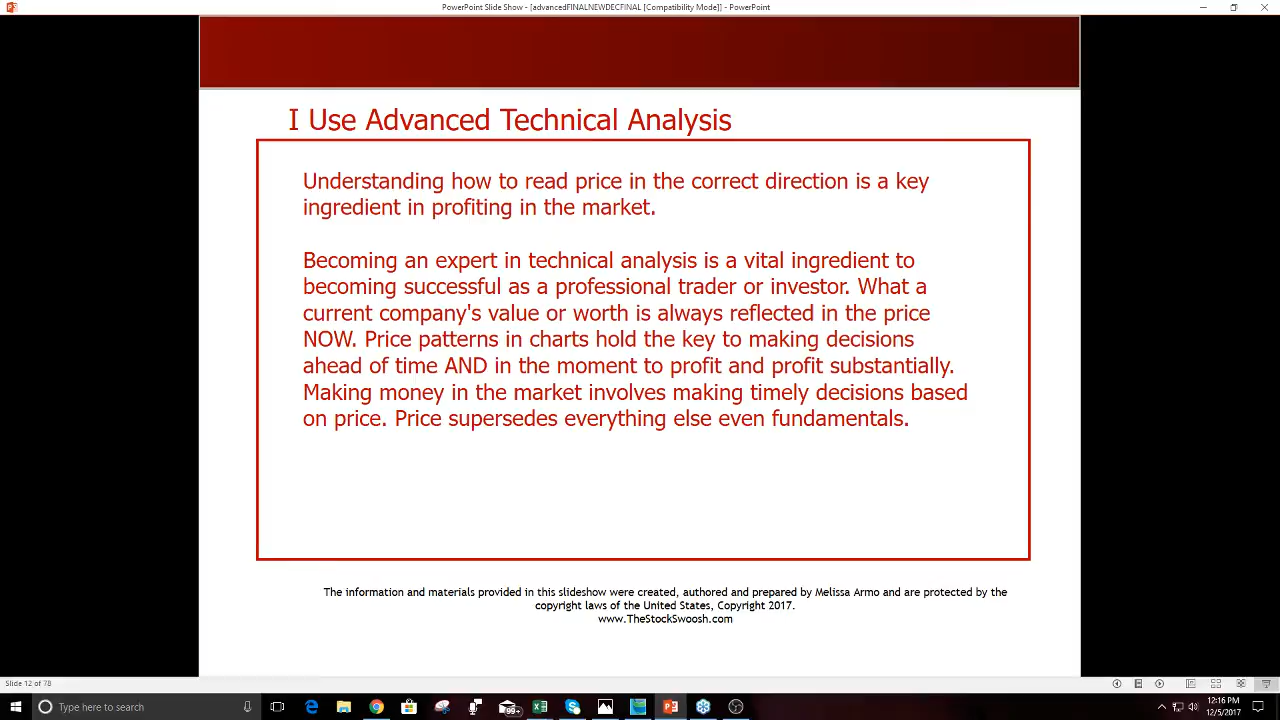 PowerPoint Slide Show - [advancedFINALNEWDECFINAL [Compatibility Mode]] - PowerPoint
I Use Advanced Technical Analysis
Understanding how to read price in the correct direction is a key
ingredient in profiting in the market.
Becoming an expert in technical analysis is a vital ingredient to
becoming successful as a professional trader or investor. What a
current company's value or worth is always reflected in the price
NOW. Price patterns in charts hold the key to making decisions
ahead of time AND in the moment to profit and profit substantially.
Making money in the market involves making timely decisions based
on price. Price supersedes everything else even fundamentals.
The information and materials provided in this slideshow were created, authored and prepared by Melissa Armo and are protected by the
copyright laws of the United States, Copyright 2017.
www.TheStockSwoosh.com
Slide 12 of 78
Type here to search
99+
12:16 PM
12/5/2017